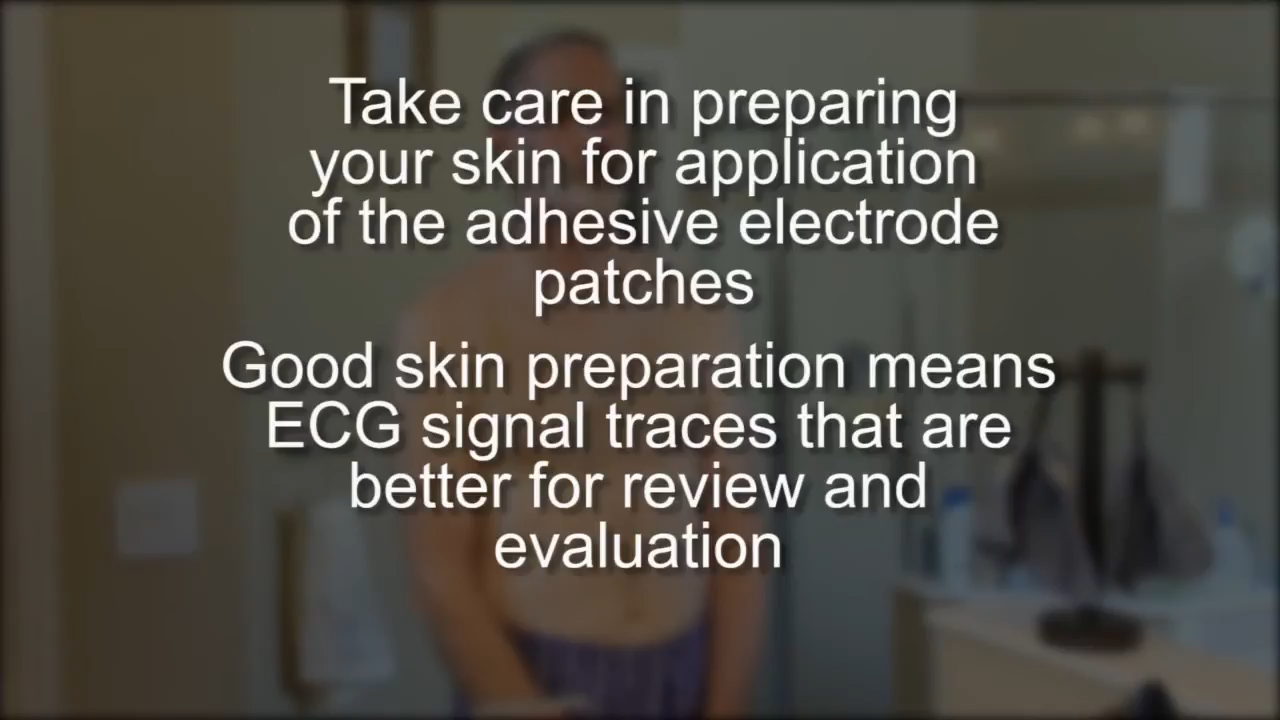 Take care in preparing
your skin for application
of the adhesive electrode
patches
Good skin preparation means
ECG signal traces that are
better for review and
evaluation